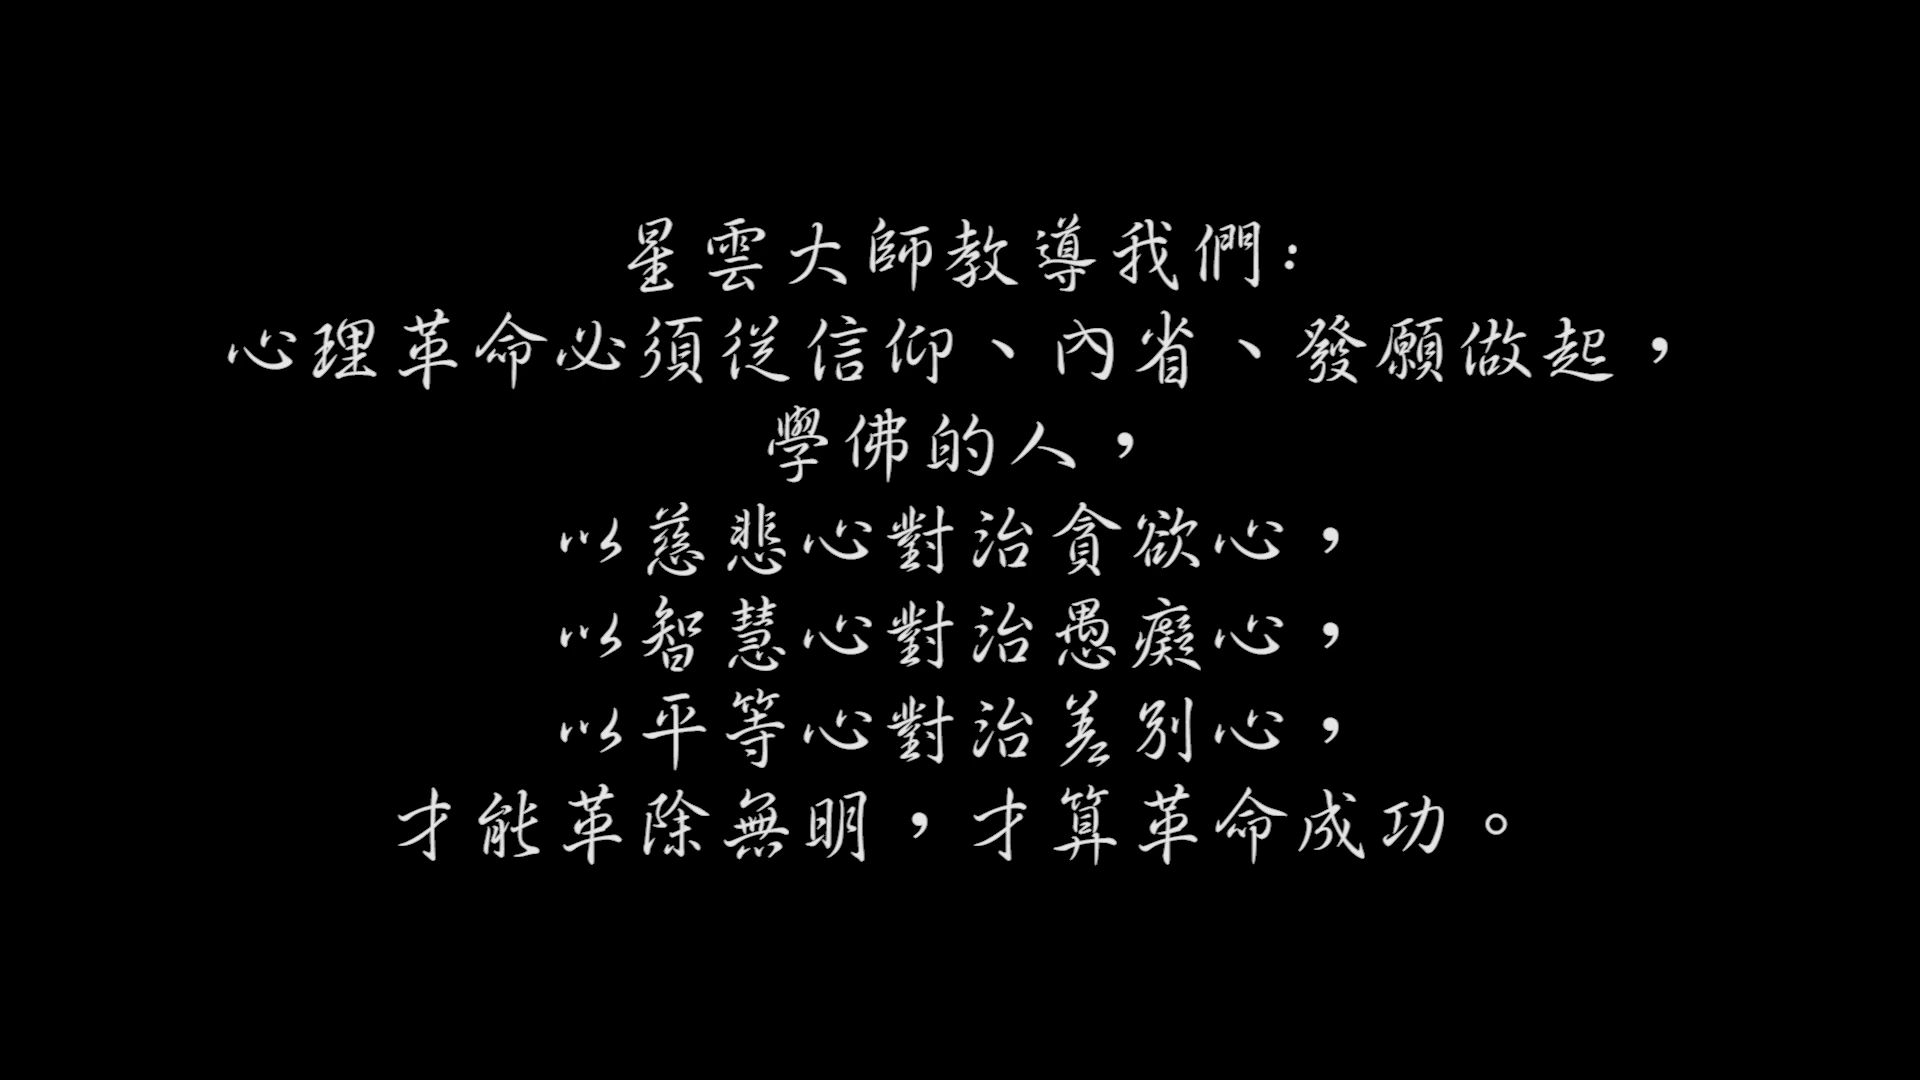 星雲大師教導我們:
心理革命必須從信仰、內省、發願做起，
學佛的人，
以慈悲心對治貪欲心，
以智慧心對治愚癡心，
以平等心對治差別心，
才能革除無明，才算革命成功。